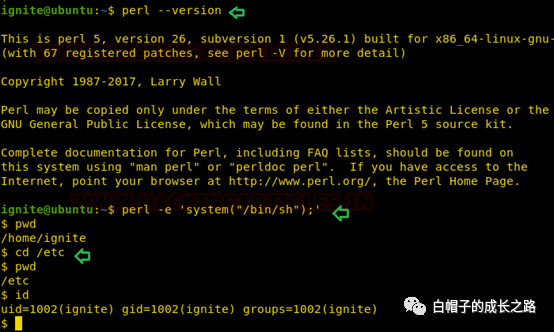 ignite@ubuntu:~$ perl --version
This is perl 5, version 26, subversion 1 (v5.26.1) built for x86_64-linux-gnu-
(with 67 registered patches, see perl -V for more detail)
Copyright 1987-2017, Larry Wall
Perl may be copied only under the terms of either the Artistic License or the
GNU General Public License, which may be found in the Perl 5 source kit.
Complete documentation for Perl, including FAQ lists, should be found on
this system using "man perl" or "perldoc perl".  If you have access to the
Internet, point your browser at http://www.perl.org/, the Perl Home Page.
WWW.HACKINGARTICLES.IN
ignite@ubuntu:~$ perl -e 'system("/bin/sh");'
$ pwd
/home/ignite
$ cd /etc
$ pwd
/etc
$ id
uid=1002(ignite) gid=1002(ignite) groups=1002(ignite)
$
白帽子的成长之路